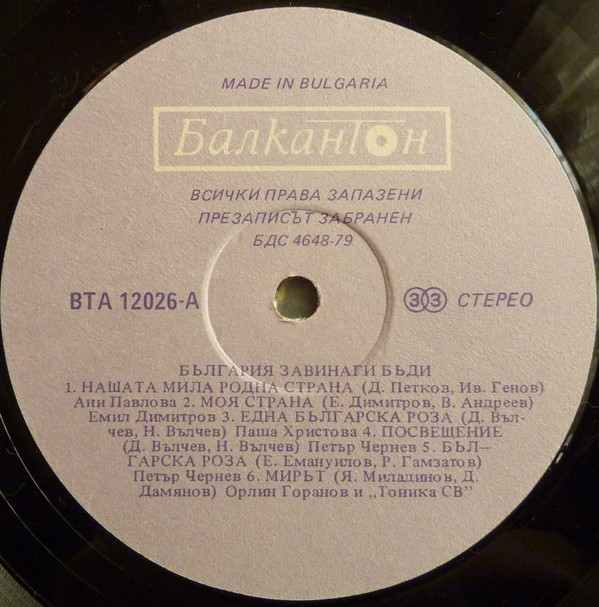 MADE IN BULGARIA
Балкантон
ВСИЧКИ ПРАВА ЗАПАЗЕНИ
ПРЕЗАПИСЪТ ЗАБРАНЕН
БДС 4648-79
ВТА 12026-А
33 СТЕРЕО
БЪЛГАРИЯ ЗАВИНАГИ БЪДИ
1. НАШАТА МИЛА РОДНА СТРАНА (Д. Петков, Ив. Генов)
Ани Павлова 2. МОЯ СТРАНА (Е. Димитров, В. Андреев)
Емил Димитров 3. ЕДНА БЪЛГАРСКА РОЗА (Д. Въл-
чев, Н. Вълчев) Паша Христова 4. ПОСВЕЩЕНИЕ
(Д. Вълчев, Н. Вълчев) Петър Чернев 5. БЪЛ-
ГАРСКА РОЗА (Е. Емануилов, Р. Гамзатов)
Петър Чернев 6. МИРЪТ (Я. Миладинов, Д.
Дамянов) Орлин Горанов и „Тоника СВ"